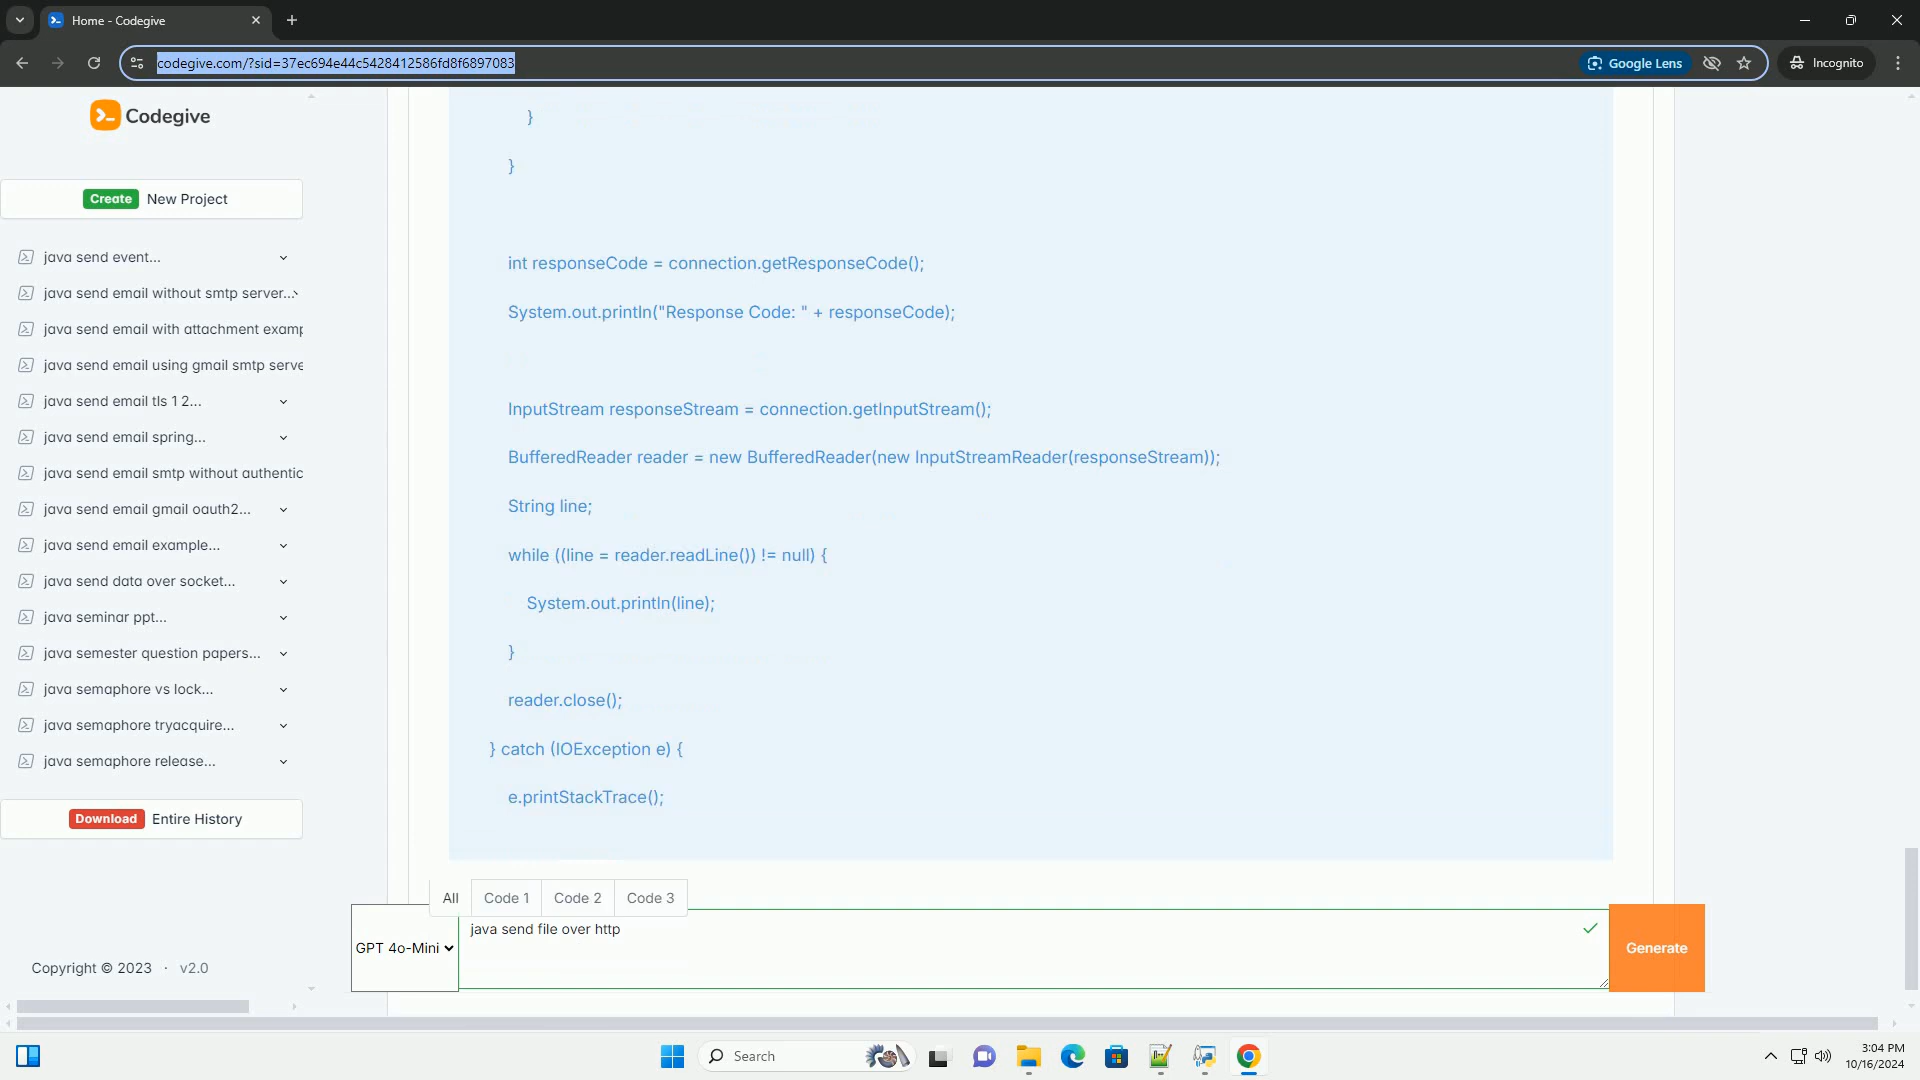 Home - Codegive
codegive.com/?sid=37ec694e44c5428412586fd8f6897083
Google Lens
Incognito
Codegive
Create New Project
java send event...
java send email without smtp server...
java send email with attachment examp
java send email using gmail smtp serve
java send email tls 1 2...
java send email spring...
java send email smtp without authentic
java send email gmail oauth2...
java send email example...
java send data over socket...
java seminar ppt...
java semester question papers...
java semaphore vs lock...
java semaphore tryacquire...
java semaphore release...
Download Entire History
Copyright © 2023 · v2.0
}
}
int responseCode = connection.getResponseCode();
System.out.println("Response Code: " + responseCode);
InputStream responseStream = connection.getInputStream();
BufferedReader reader = new BufferedReader(new InputStreamReader(responseStream));
String line;
while ((line = reader.readLine()) != null) {
System.out.println(line);
}
reader.close();
} catch (IOException e) {
e.printStackTrace();
All Code 1 Code 2 Code 3
GPT 4o-Mini
java send file over http
Generate
Search
3:04 PM
10/16/2024